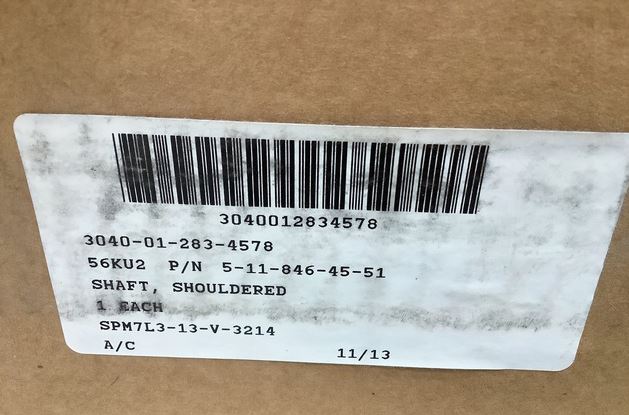 3040012834578
3040-01-283-4578
56KU2 P/N 5-11-846-45-51
SHAFT, SHOULDERED
1 EACH
SPM7L3-13-V-3214
A/C 11/13